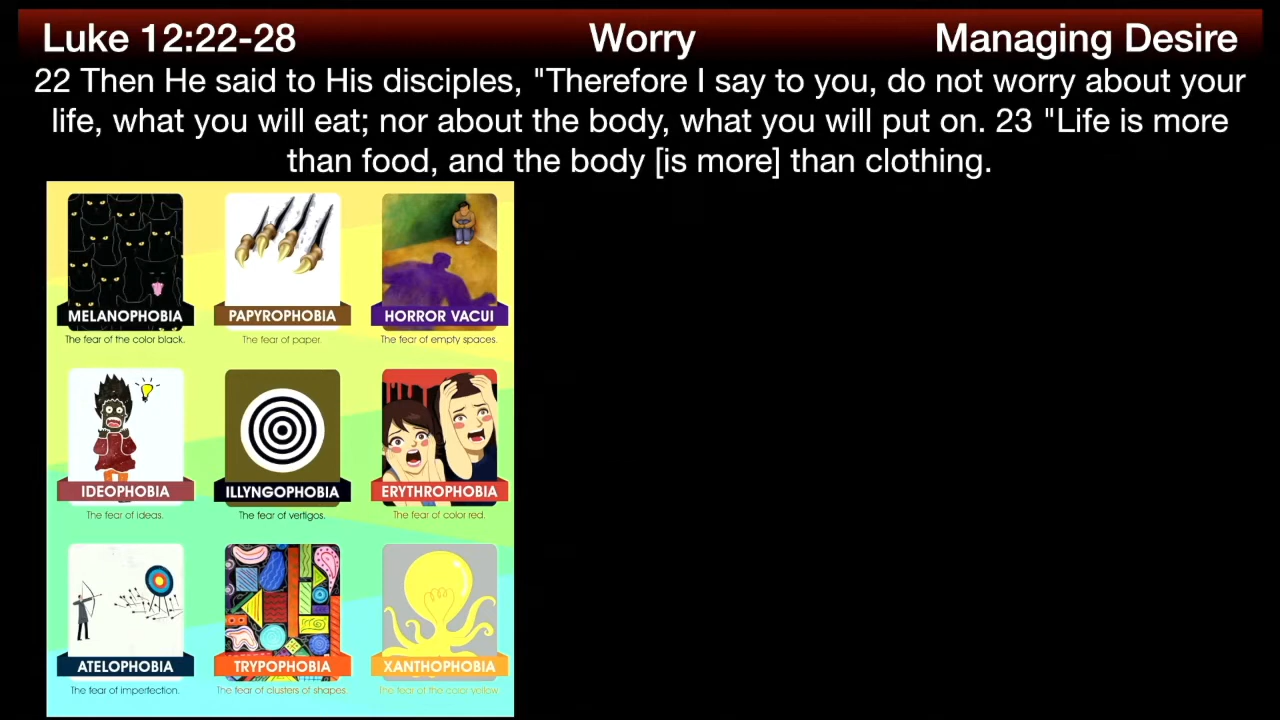 Luke 12:22-28 Worry Managing Desire
22 Then He said to His disciples, "Therefore I say to you, do not worry about your
life, what you will eat; nor about the body, what you will put on. 23 "Life is more
than food, and the body [is more] than clothing.
MELANOPHOBIA PAPYROPHOBIA HORROR VACUI
The fear of the color black. The fear of paper. The fear of empty spaces.
IDEOPHOBIA ILLYNGOPHOBIA ERYTHROPHOBIA
The fear of ideas. The fear of vertigos. The fear of color red.
ATELOPHOBIA TRYPOPHOBIA XANTHOPHOBIA
The fear of imperfection. The fear of clusters of shapes. The fear of the color yellow.